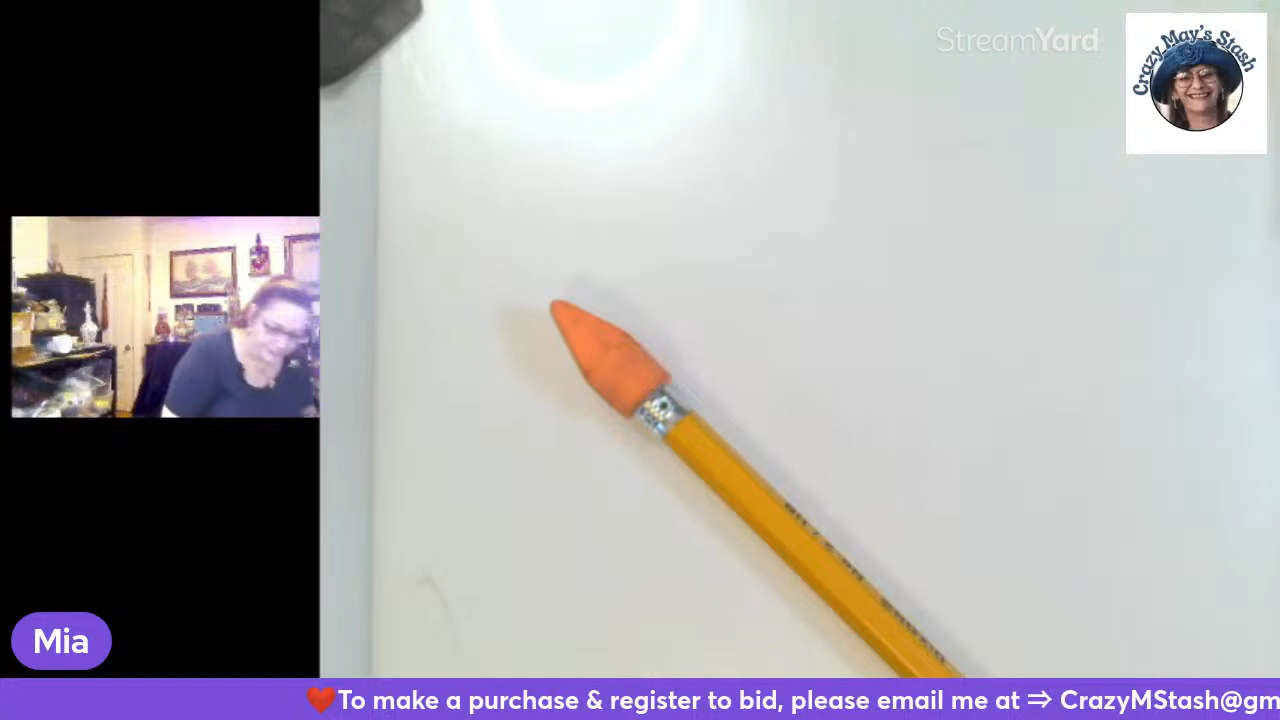 StreamYard
Crazy May's Stash
Mia
❤️To make a purchase & register to bid, please email me at ⇒ CrazyMStash@gm